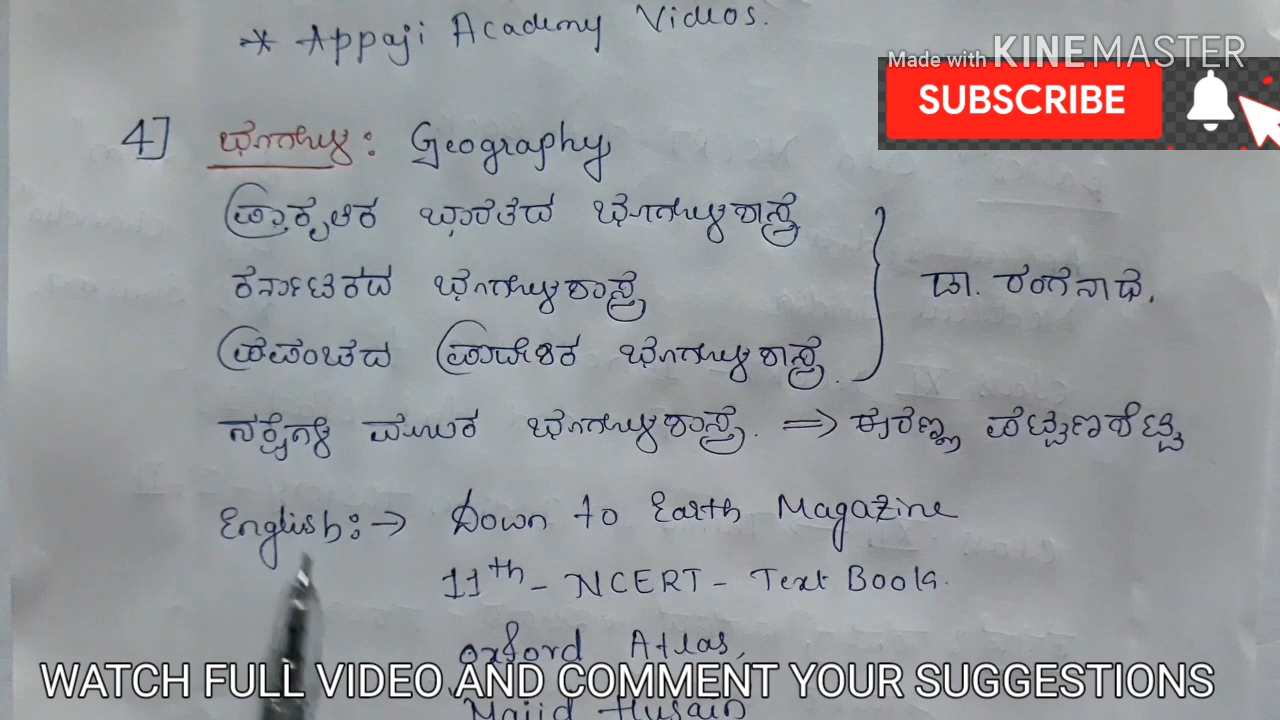 * Appaji Academy Videos.
Made with KINEMASTER
SUBSCRIBE
4] ಭೂಗೋಳ : Geography
ಪ್ರಾಕೃತಿಕ ಭಾರತದ ಭೂಗೋಳಶಾಸ್ತ್ರ
ಕರ್ನಾಟಕದ ಭೂಗೋಳಶಾಸ್ತ್ರ
ಡಾ. ರಂಗನಾಥ.
ಪ್ರಪಂಚದ ಪ್ರಾದೇಶಿಕ ಭೂಗೋಳಶಾಸ್ತ್ರ.
ನಕ್ಷೆಗಳ ಮೂಲಕ ಭೂಗೋಳಶಾಸ್ತ್ರ. => ಈರಣ್ಣ ಪಟ್ಟಣಶೆಟ್ಟಿ
English:-> Down to Earth Magazine
11th - NCERT - Text Book.
Oxford Atlas,
WATCH FULL VIDEO AND COMMENT YOUR SUGGESTIONS
Majid Husain